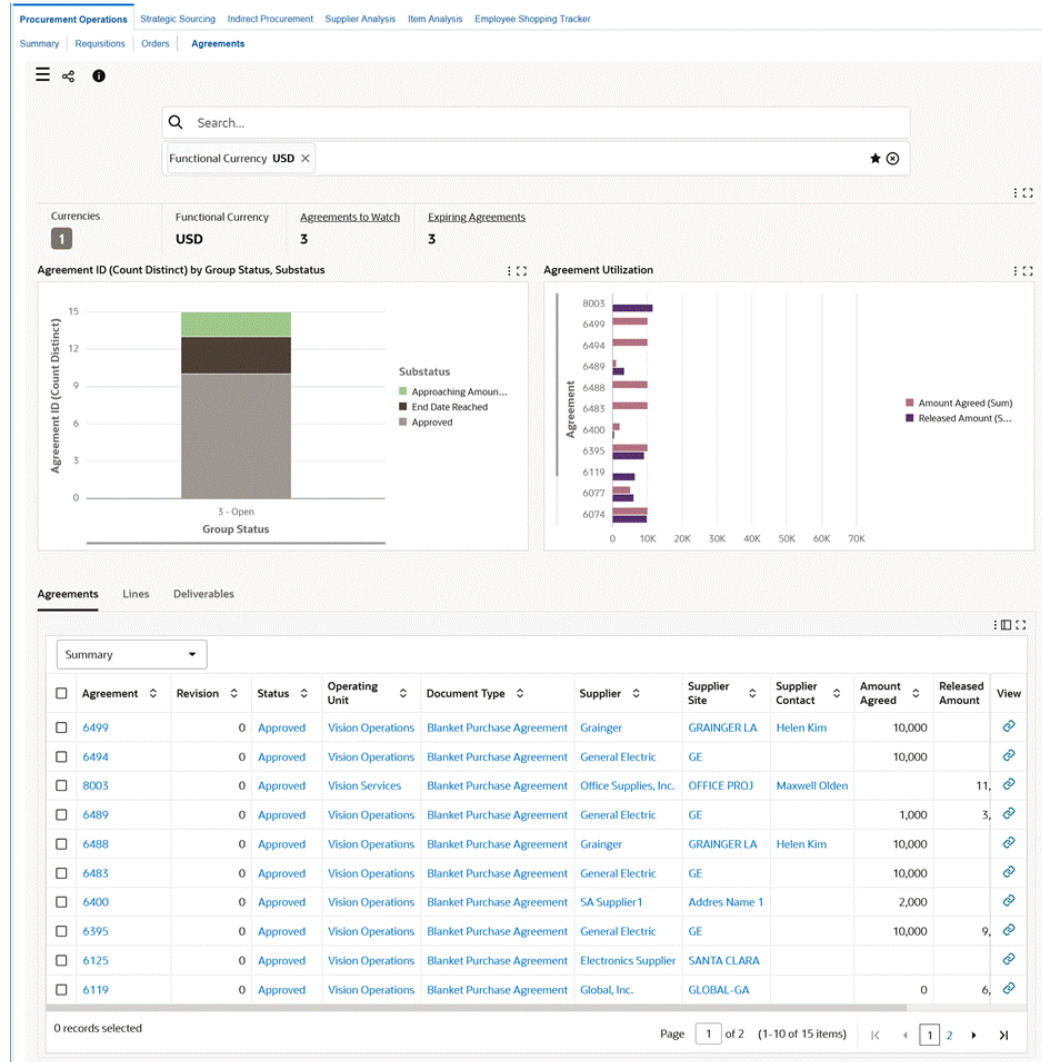 Procurement Operations Strategic Sourcing Indirect Procurement Supplier Analysis Item Analysis Employee Shopping Tracker
Summary Requisitions Orders Agreements
Search...
Functional Currency USD
Currencies Functional Currency Agreements to Watch Expiring Agreements
1 USD 3 3
Agreement ID (Count Distinct) by Group Status, Substatus
15
12
9
6
3
0
Agreement ID (Count Distinct)
3 - Open
Group Status
Substatus
Approaching Amoun...
End Date Reached
Approved
Agreement Utilization
Agreement
8003
6499
6494
6489
6488
6483
6400
6395
6119
6077
6074
0 10K 20K 30K 40K 50K 60K 70K
Amount Agreed (Sum)
Released Amount (S...
Agreements Lines Deliverables
Summary
Agreement Revision Status Operating Unit Document Type Supplier Supplier Site Supplier Contact Amount Agreed Released Amount View
6499 0 Approved Vision Operations Blanket Purchase Agreement Grainger GRAINGER LA Helen Kim 10,000
6494 0 Approved Vision Operations Blanket Purchase Agreement General Electric GE 10,000
8003 0 Approved Vision Services Blanket Purchase Agreement Office Supplies, Inc. OFFICE PROJ Maxwell Olden 11,
6489 0 Approved Vision Operations Blanket Purchase Agreement General Electric GE 1,000 3,
6488 0 Approved Vision Operations Blanket Purchase Agreement Grainger GRAINGER LA Helen Kim 10,000
6483 0 Approved Vision Operations Blanket Purchase Agreement General Electric GE 10,000
6400 0 Approved Vision Operations Blanket Purchase Agreement SA Supplier1 Addres Name 1 2,000
6395 0 Approved Vision Operations Blanket Purchase Agreement General Electric GE 10,000 9,
6125 0 Approved Vision Operations Blanket Purchase Agreement Electronics Supplier SANTA CLARA
6119 0 Approved Vision Operations Blanket Purchase Agreement Global, Inc. GLOBAL-GA 0 6,
0 records selected
Page 1 of 2 (1-10 of 15 items) 1 2